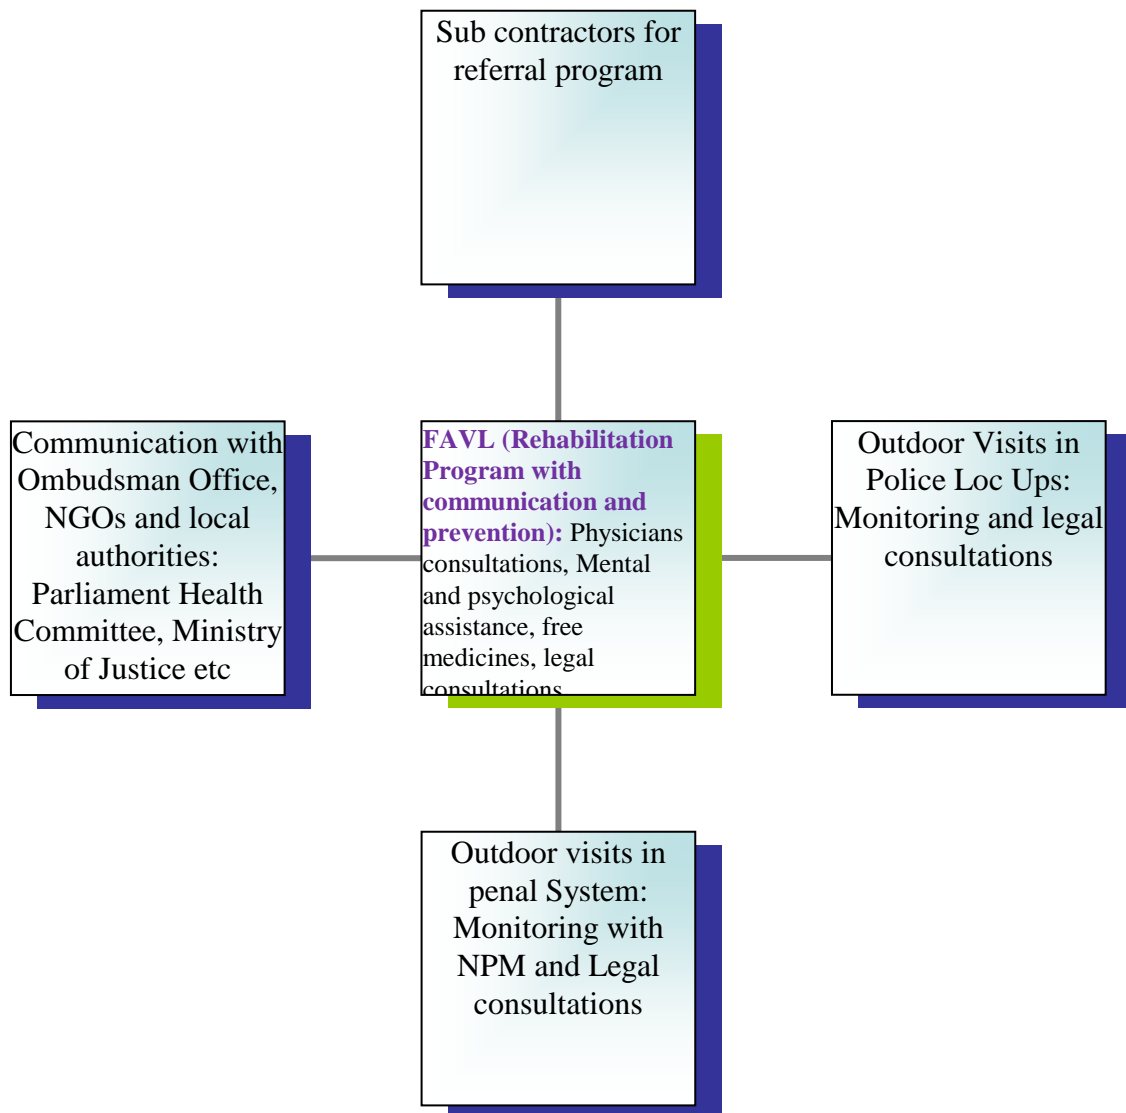 Sub contractors for
referral program
Communication with
Ombudsman Office,
NGOs and local
authorities:
Parliament Health
Committee, Ministry
of Justice etc
FAVL (Rehabilitation
Program with
communication and
prevention): Physicians
consultations, Mental
and psychological
assistance, free
medicines, legal
consultations
Outdoor Visits in
Police Loc Ups:
Monitoring and legal
consultations
Outdoor visits in
penal System:
Monitoring with
NPM and Legal
consultations